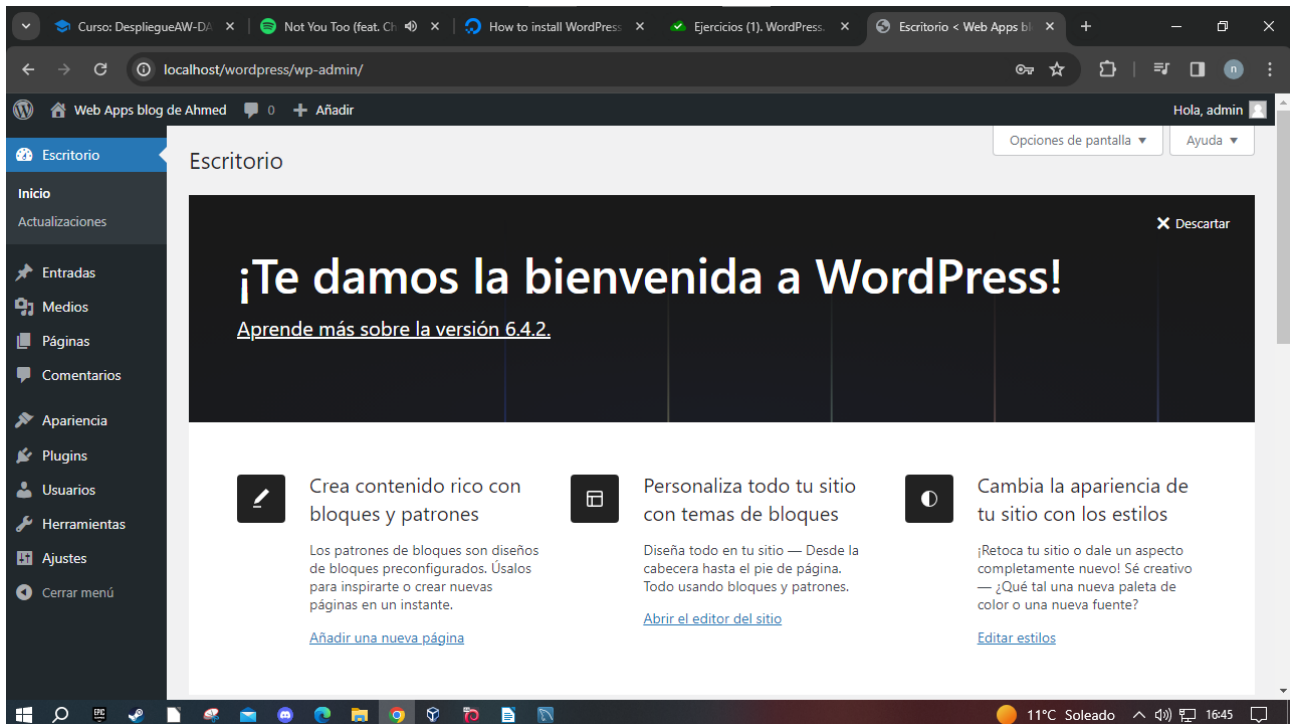 Curso: DespliegueAW-DA
Not You Too (feat. Ch
How to install WordPress
Ejercicios (1). WordPress.
Escritorio < Web Apps bl
localhost/wordpress/wp-admin/
n
Web Apps blog de Ahmed
0
Añadir
Hola, admin
Escritorio
Inicio
Actualizaciones
Entradas
Medios
Páginas
Comentarios
Apariencia
Plugins
Usuarios
Herramientas
Ajustes
Cerrar menú
Opciones de pantalla
Ayuda
Escritorio
Descartar
¡Te damos la bienvenida a WordPress!
Aprende más sobre la versión 6.4.2.
Crea contenido rico con
bloques y patrones
Los patrones de bloques son diseños
de bloques preconfigurados. Úsalos
para inspirarte o crear nuevas
páginas en un instante.
Añadir una nueva página
Personaliza todo tu sitio
con temas de bloques
Diseña todo en tu sitio — Desde la
cabecera hasta el pie de página.
Todo usando bloques y patrones.
Abrir el editor del sitio
Cambia la apariencia de
tu sitio con los estilos
¡Retoca tu sitio o dale un aspecto
completamente nuevo! Sé creativo
— ¿Qué tal una nueva paleta de
color o una nueva fuente?
Editar estilos
EPIC
11°C Soleado
16:45